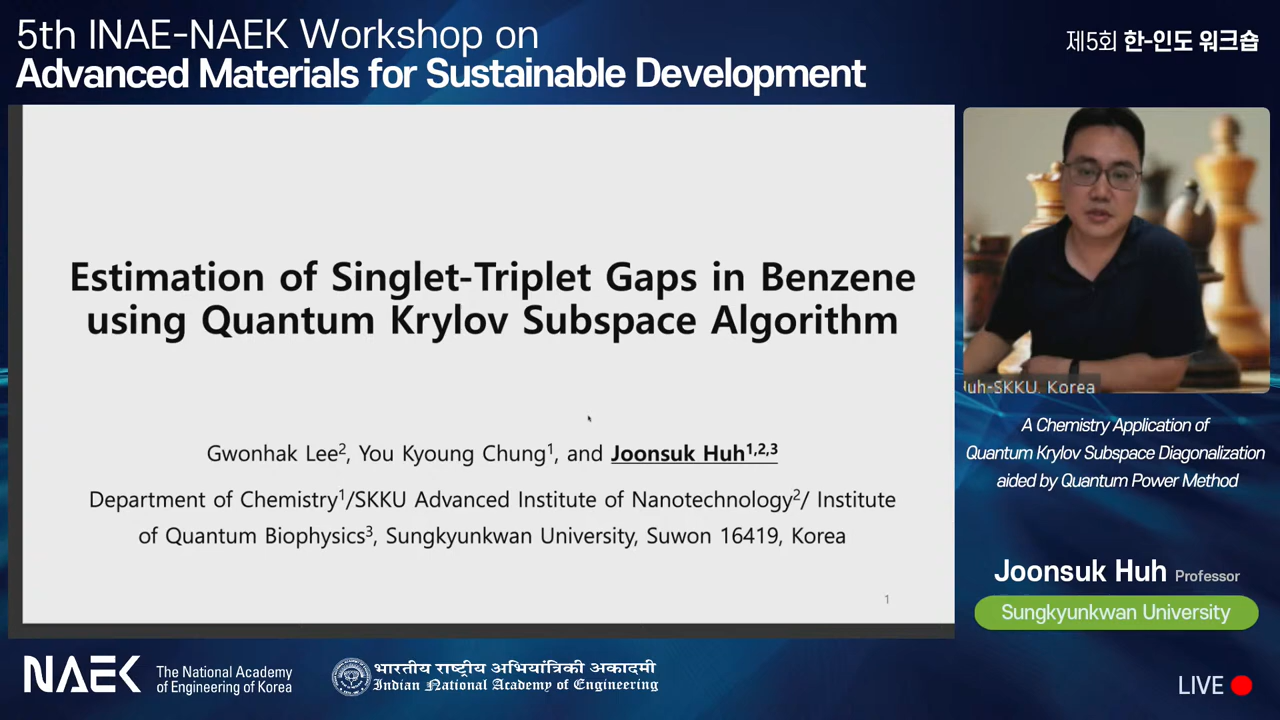 5th INAE-NAEK Workshop on
Advanced Materials for Sustainable Development
제5회 한-인도 워크숍
Estimation of Singlet-Triplet Gaps in Benzene
using Quantum Krylov Subspace Algorithm
Gwonhak Lee², You Kyoung Chung¹, and Joonsuk Huh¹,²,³
Department of Chemistry¹/SKKU Advanced Institute of Nanotechnology²/ Institute
of Quantum Biophysics³, Sungkyunkwan University, Suwon 16419, Korea
1
uh-SKKU, Korea
A Chemistry Application of
Quantum Krylov Subspace Diagonalization
aided by Quantum Power Method
Joonsuk Huh Professor
Sungkyunkwan University
NAEK
The National Academy
of Engineering of Korea
भारतीय राष्ट्रीय अभियांत्रिकी अकादमी
Indian National Academy of Engineering
LIVE